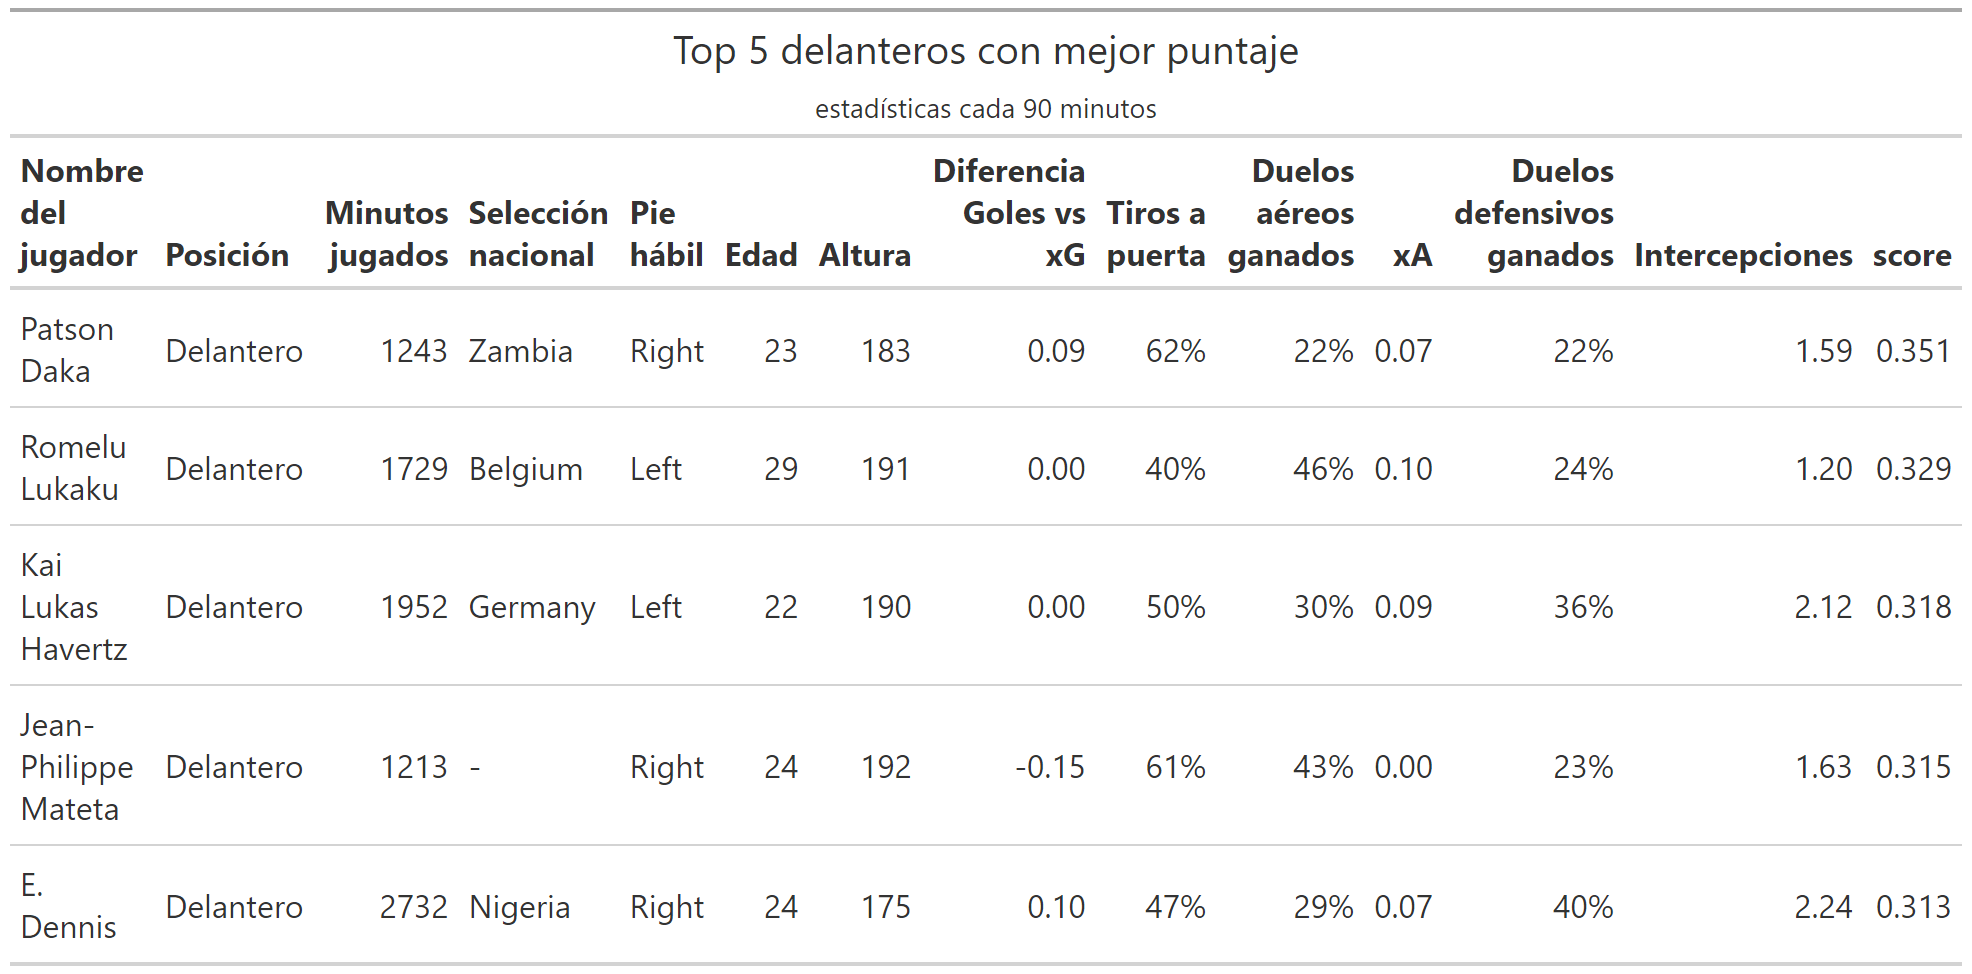 Top 5 delanteros con mejor puntaje
estadísticas cada 90 minutos
Nombre del jugador Posición Minutos jugados Selección nacional Pie hábil Edad Altura Diferencia Goles vs xG Tiros a puerta Duelos aéreos ganados xA Duelos defensivos ganados Intercepciones score
Patson Daka Delantero 1243 Zambia Right 23 183 0.09 62% 22% 0.07 22% 1.59 0.351
Romelu Lukaku Delantero 1729 Belgium Left 29 191 0.00 40% 46% 0.10 24% 1.20 0.329
Kai Lukas Havertz Delantero 1952 Germany Left 22 190 0.00 50% 30% 0.09 36% 2.12 0.318
Jean-Philippe Mateta Delantero 1213 - Right 24 192 -0.15 61% 43% 0.00 23% 1.63 0.315
E. Dennis Delantero 2732 Nigeria Right 24 175 0.10 47% 29% 0.07 40% 2.24 0.313